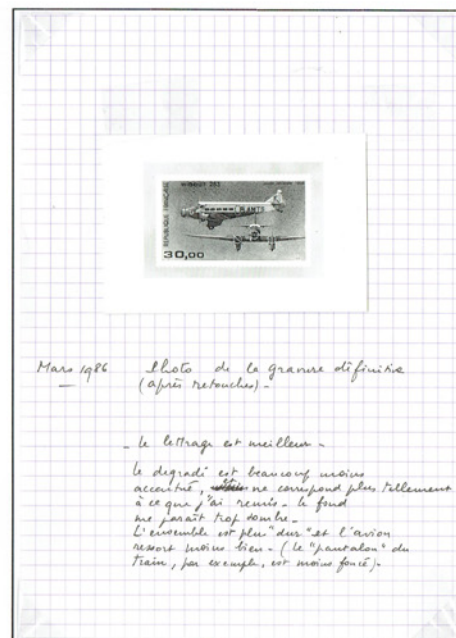 WIBAULT 283
POSTE AERIENNE 1986
REPUBLIQUE FRANÇAISE
30,00
Mars 1986
Photo de la gravure définitive
(après retouches) -
- le lettrage est meilleur -
le dégradé est beaucoup moins
accentué, ne correspond plus tellement
à ce que j'ai remis - le fond
me paraît trop sombre -
L'ensemble est plus "dur" et l'avion
ressort moins bien - (le "pantalon" du
train, par exemple, est moins foncé) -